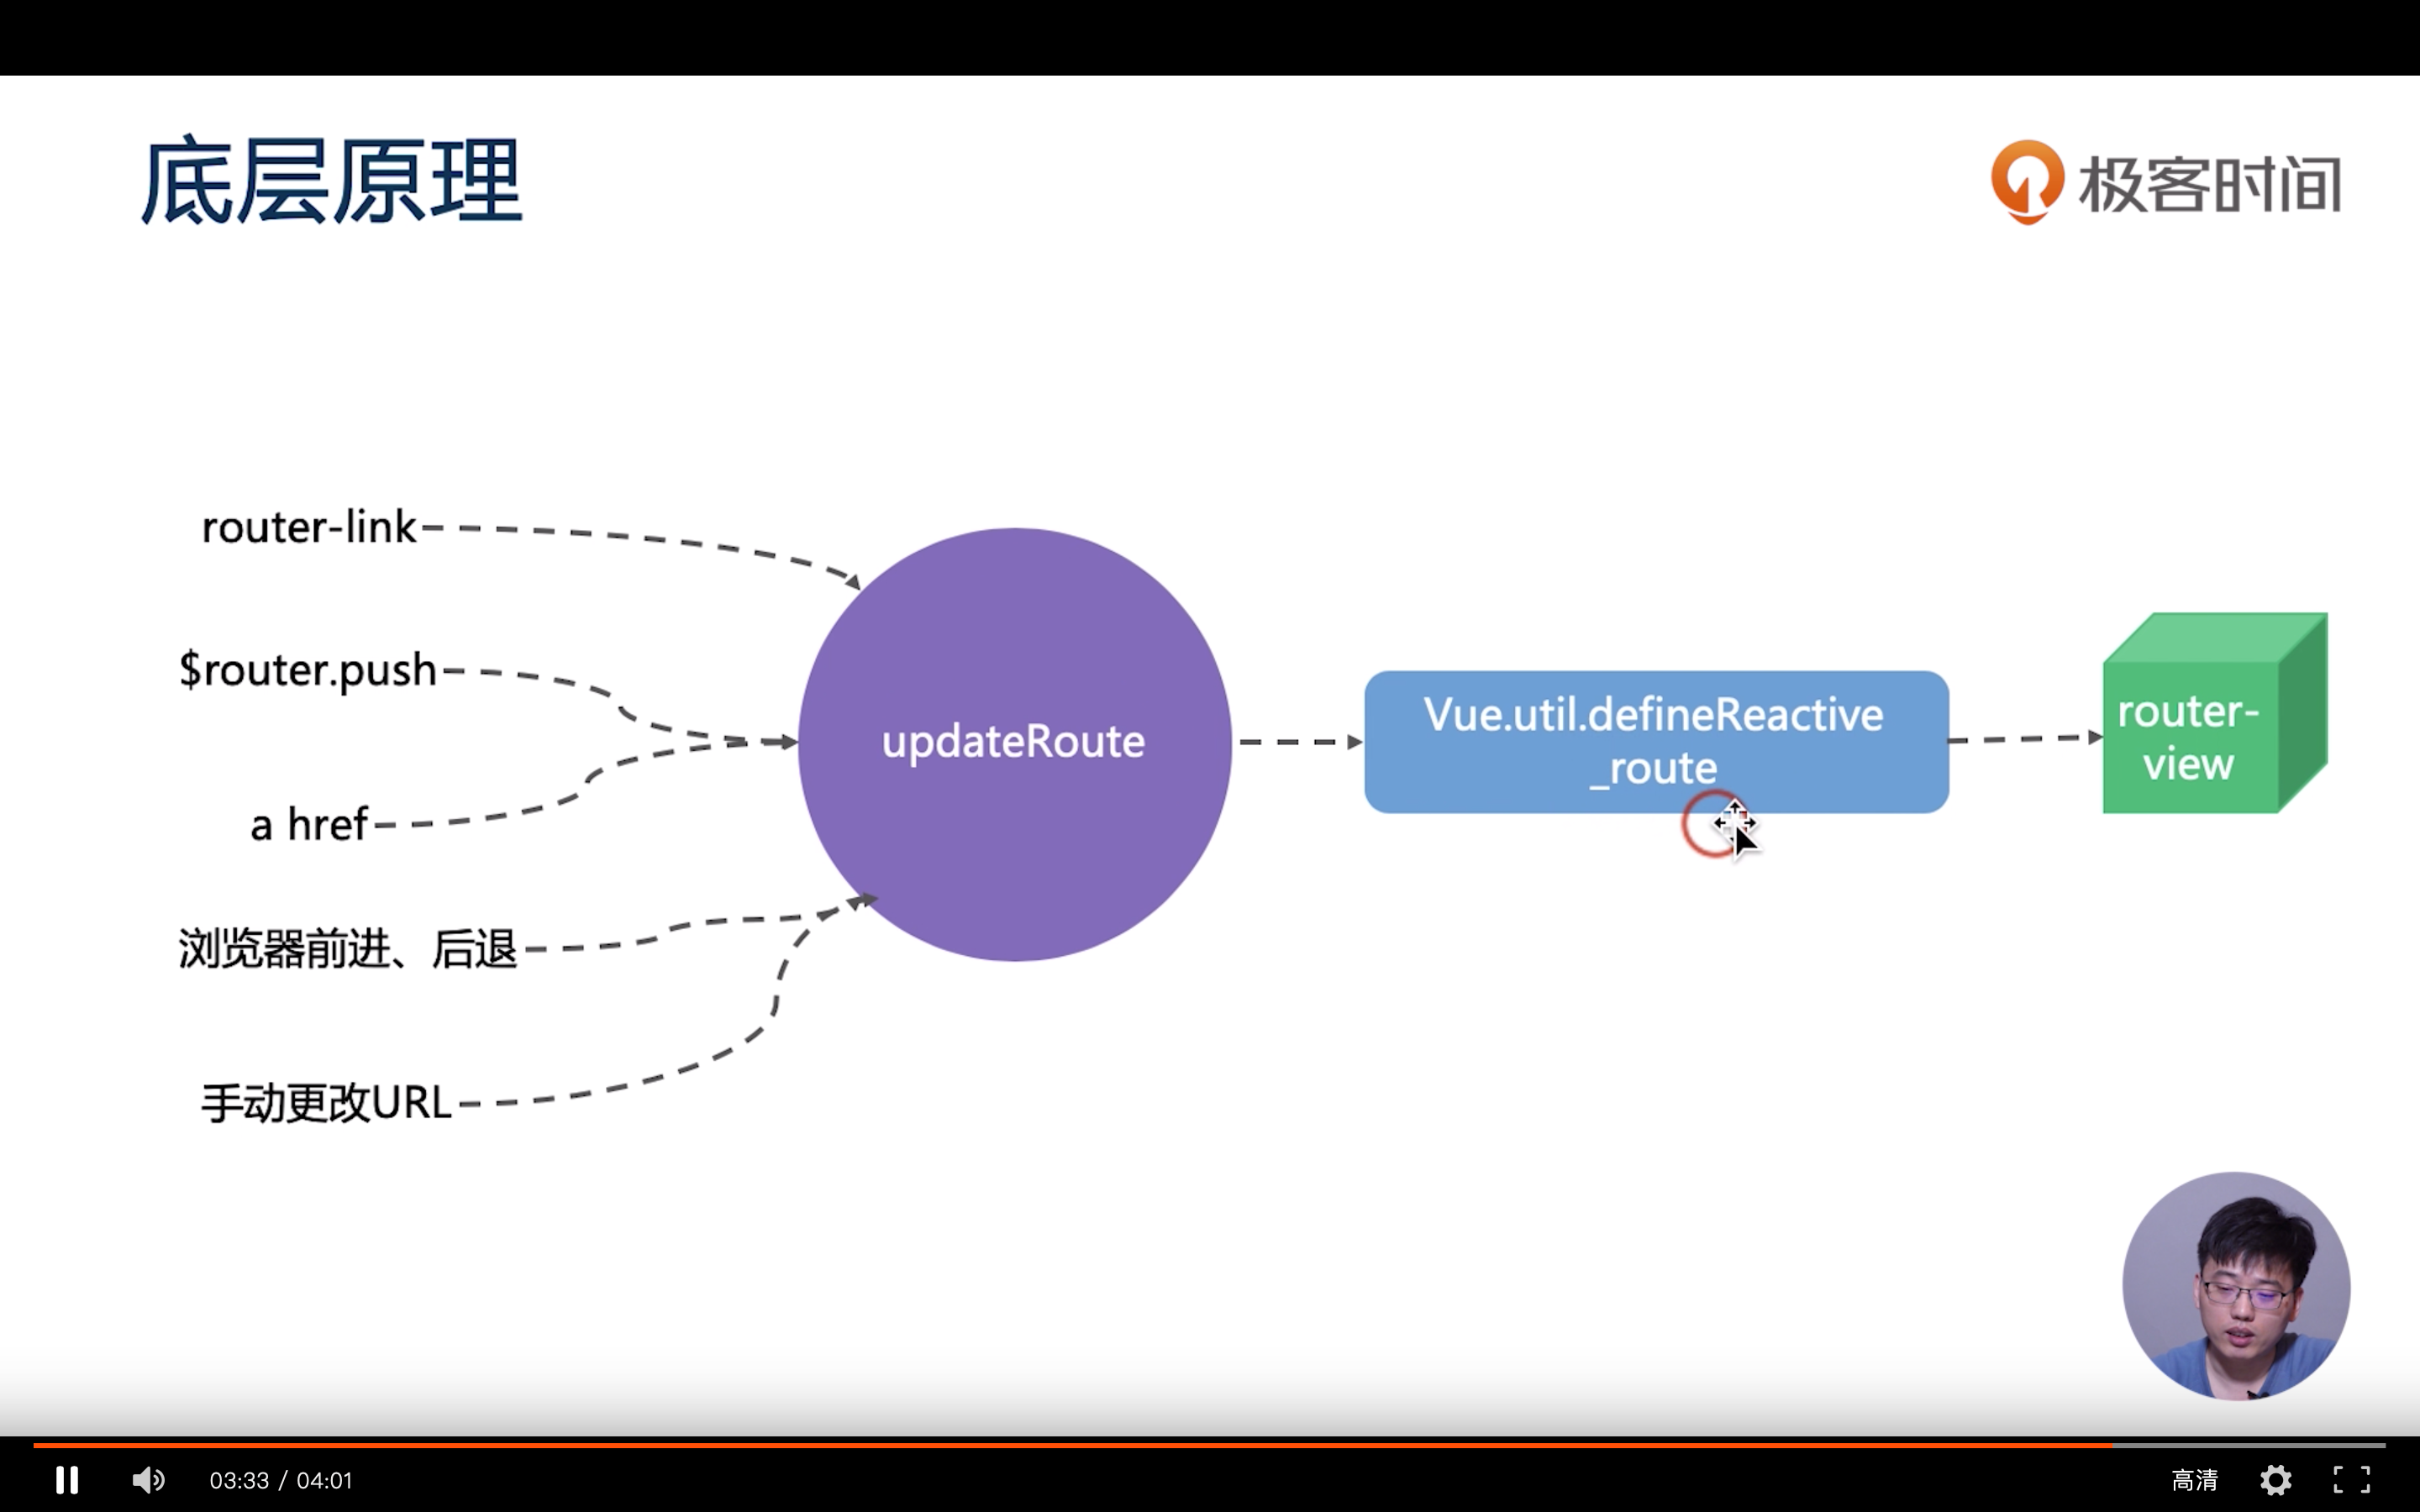 底层原理
极客时间
router-link
$router.push
a href
浏览器前进、后退
手动更改URL
updateRoute
Vue.util.defineReactive
_route
router-
view
03:33 / 04:01
高清